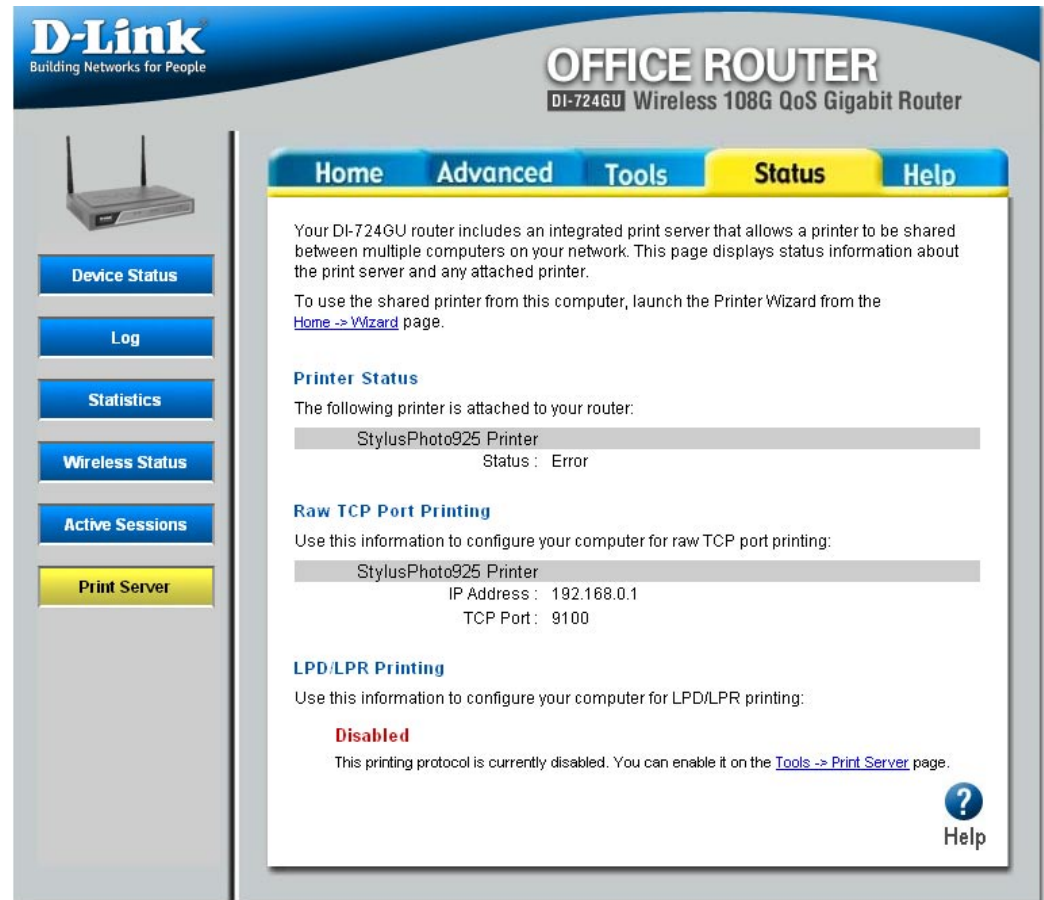 D-Link
Building Networks for People
OFFICE ROUTER
DI-724GU Wireless 108G QoS Gigabit Router
Home Advanced Tools Status Help
Device Status
Log
Statistics
Wireless Status
Active Sessions
Print Server
Your DI-724GU router includes an integrated print server that allows a printer to be shared
between multiple computers on your network. This page displays status information about
the print server and any attached printer.
To use the shared printer from this computer, launch the Printer Wizard from the
Home -> Wizard page.
Printer Status
The following printer is attached to your router:
StylusPhoto925 Printer
Status : Error
Raw TCP Port Printing
Use this information to configure your computer for raw TCP port printing:
StylusPhoto925 Printer
IP Address : 192.168.0.1
TCP Port : 9100
LPD/LPR Printing
Use this information to configure your computer for LPD/LPR printing:
Disabled
This printing protocol is currently disabled. You can enable it on the Tools -> Print Server page.
?
Help